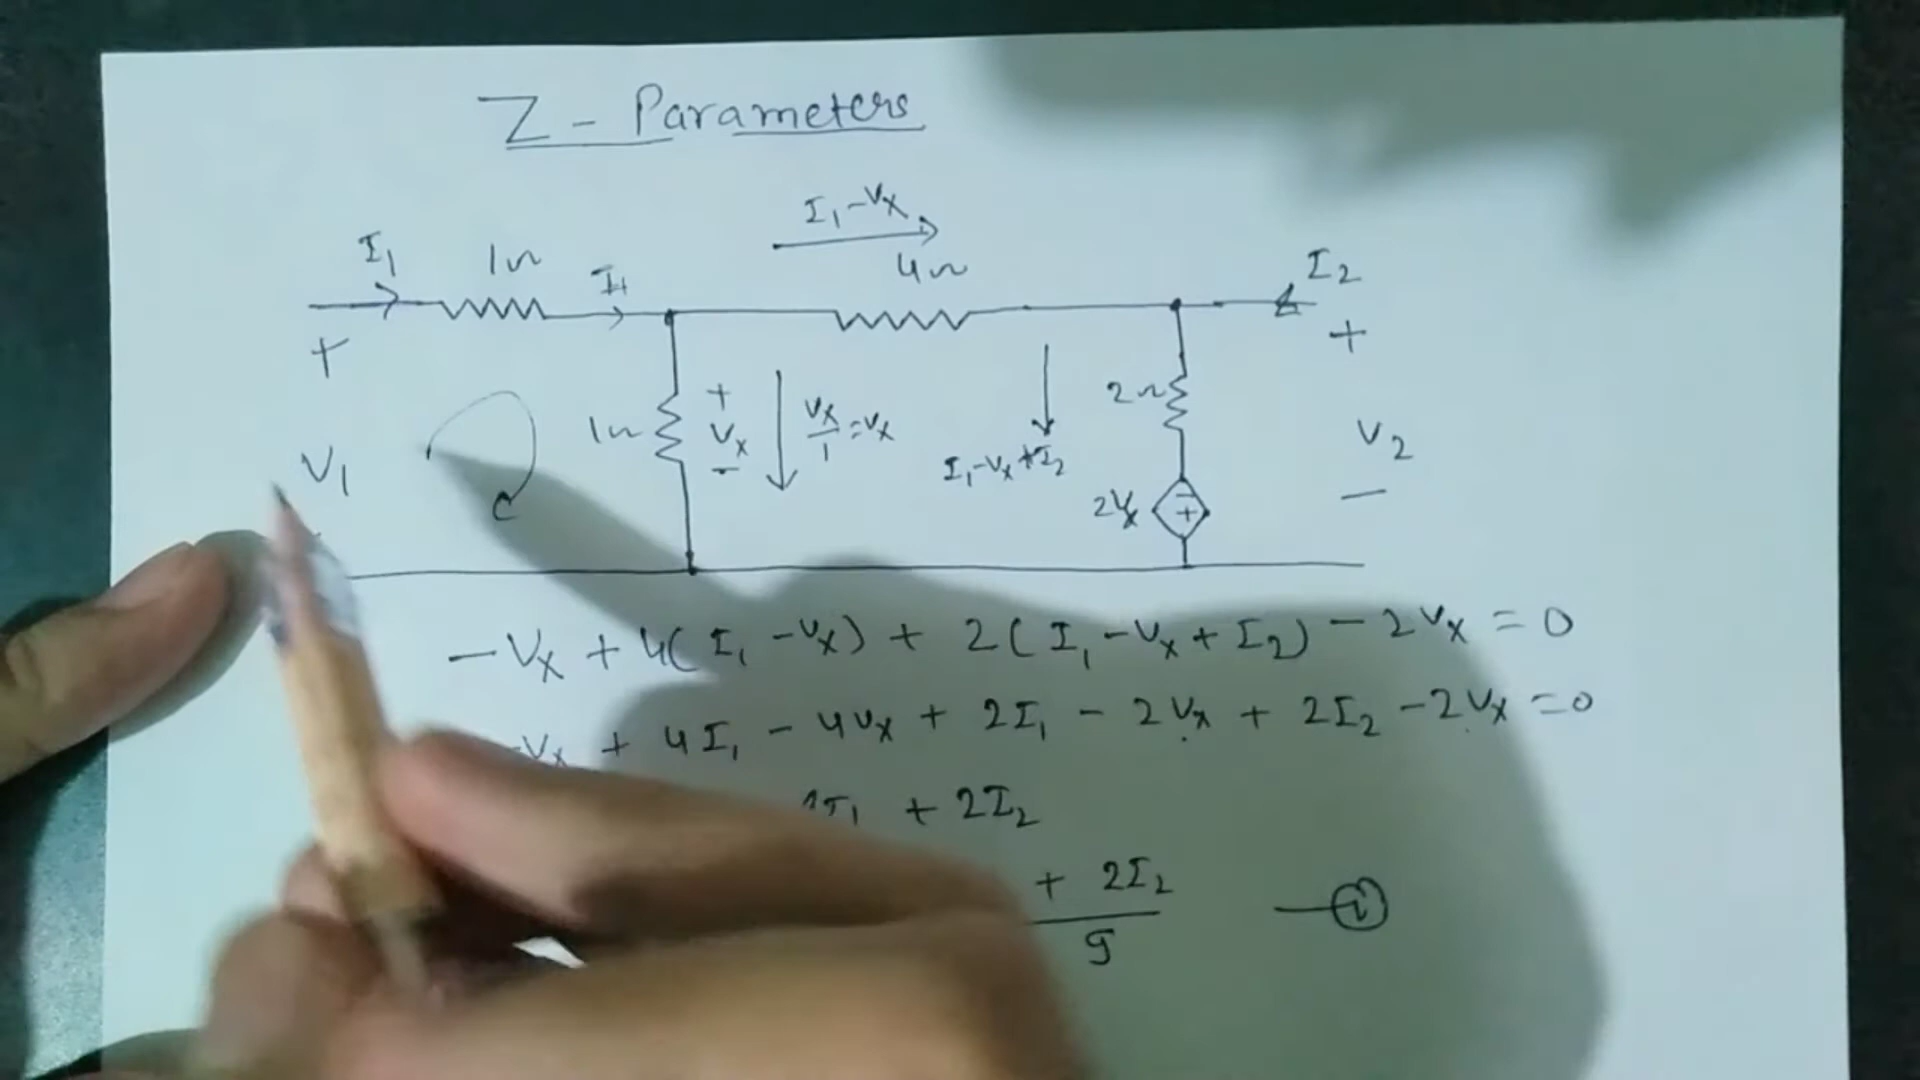 Z - Parameters
I₁-Vx
I₁ 1Ω I₁ 4Ω I₂
+ +
V₁ 1Ω + Vx - Vx/1=Vx I₁-Vx+I₂ 2Ω V₂ -
2Vx - +
-Vx + 4(I₁-Vx) + 2(I₁-Vx+I₂) - 2Vx = 0
-Vx + 4I₁ - 4Vx + 2I₁ - 2Vx + 2I₂ - 2Vx = 0
I₁ + 2I₂
+ 2I₂ / 9 —(i)